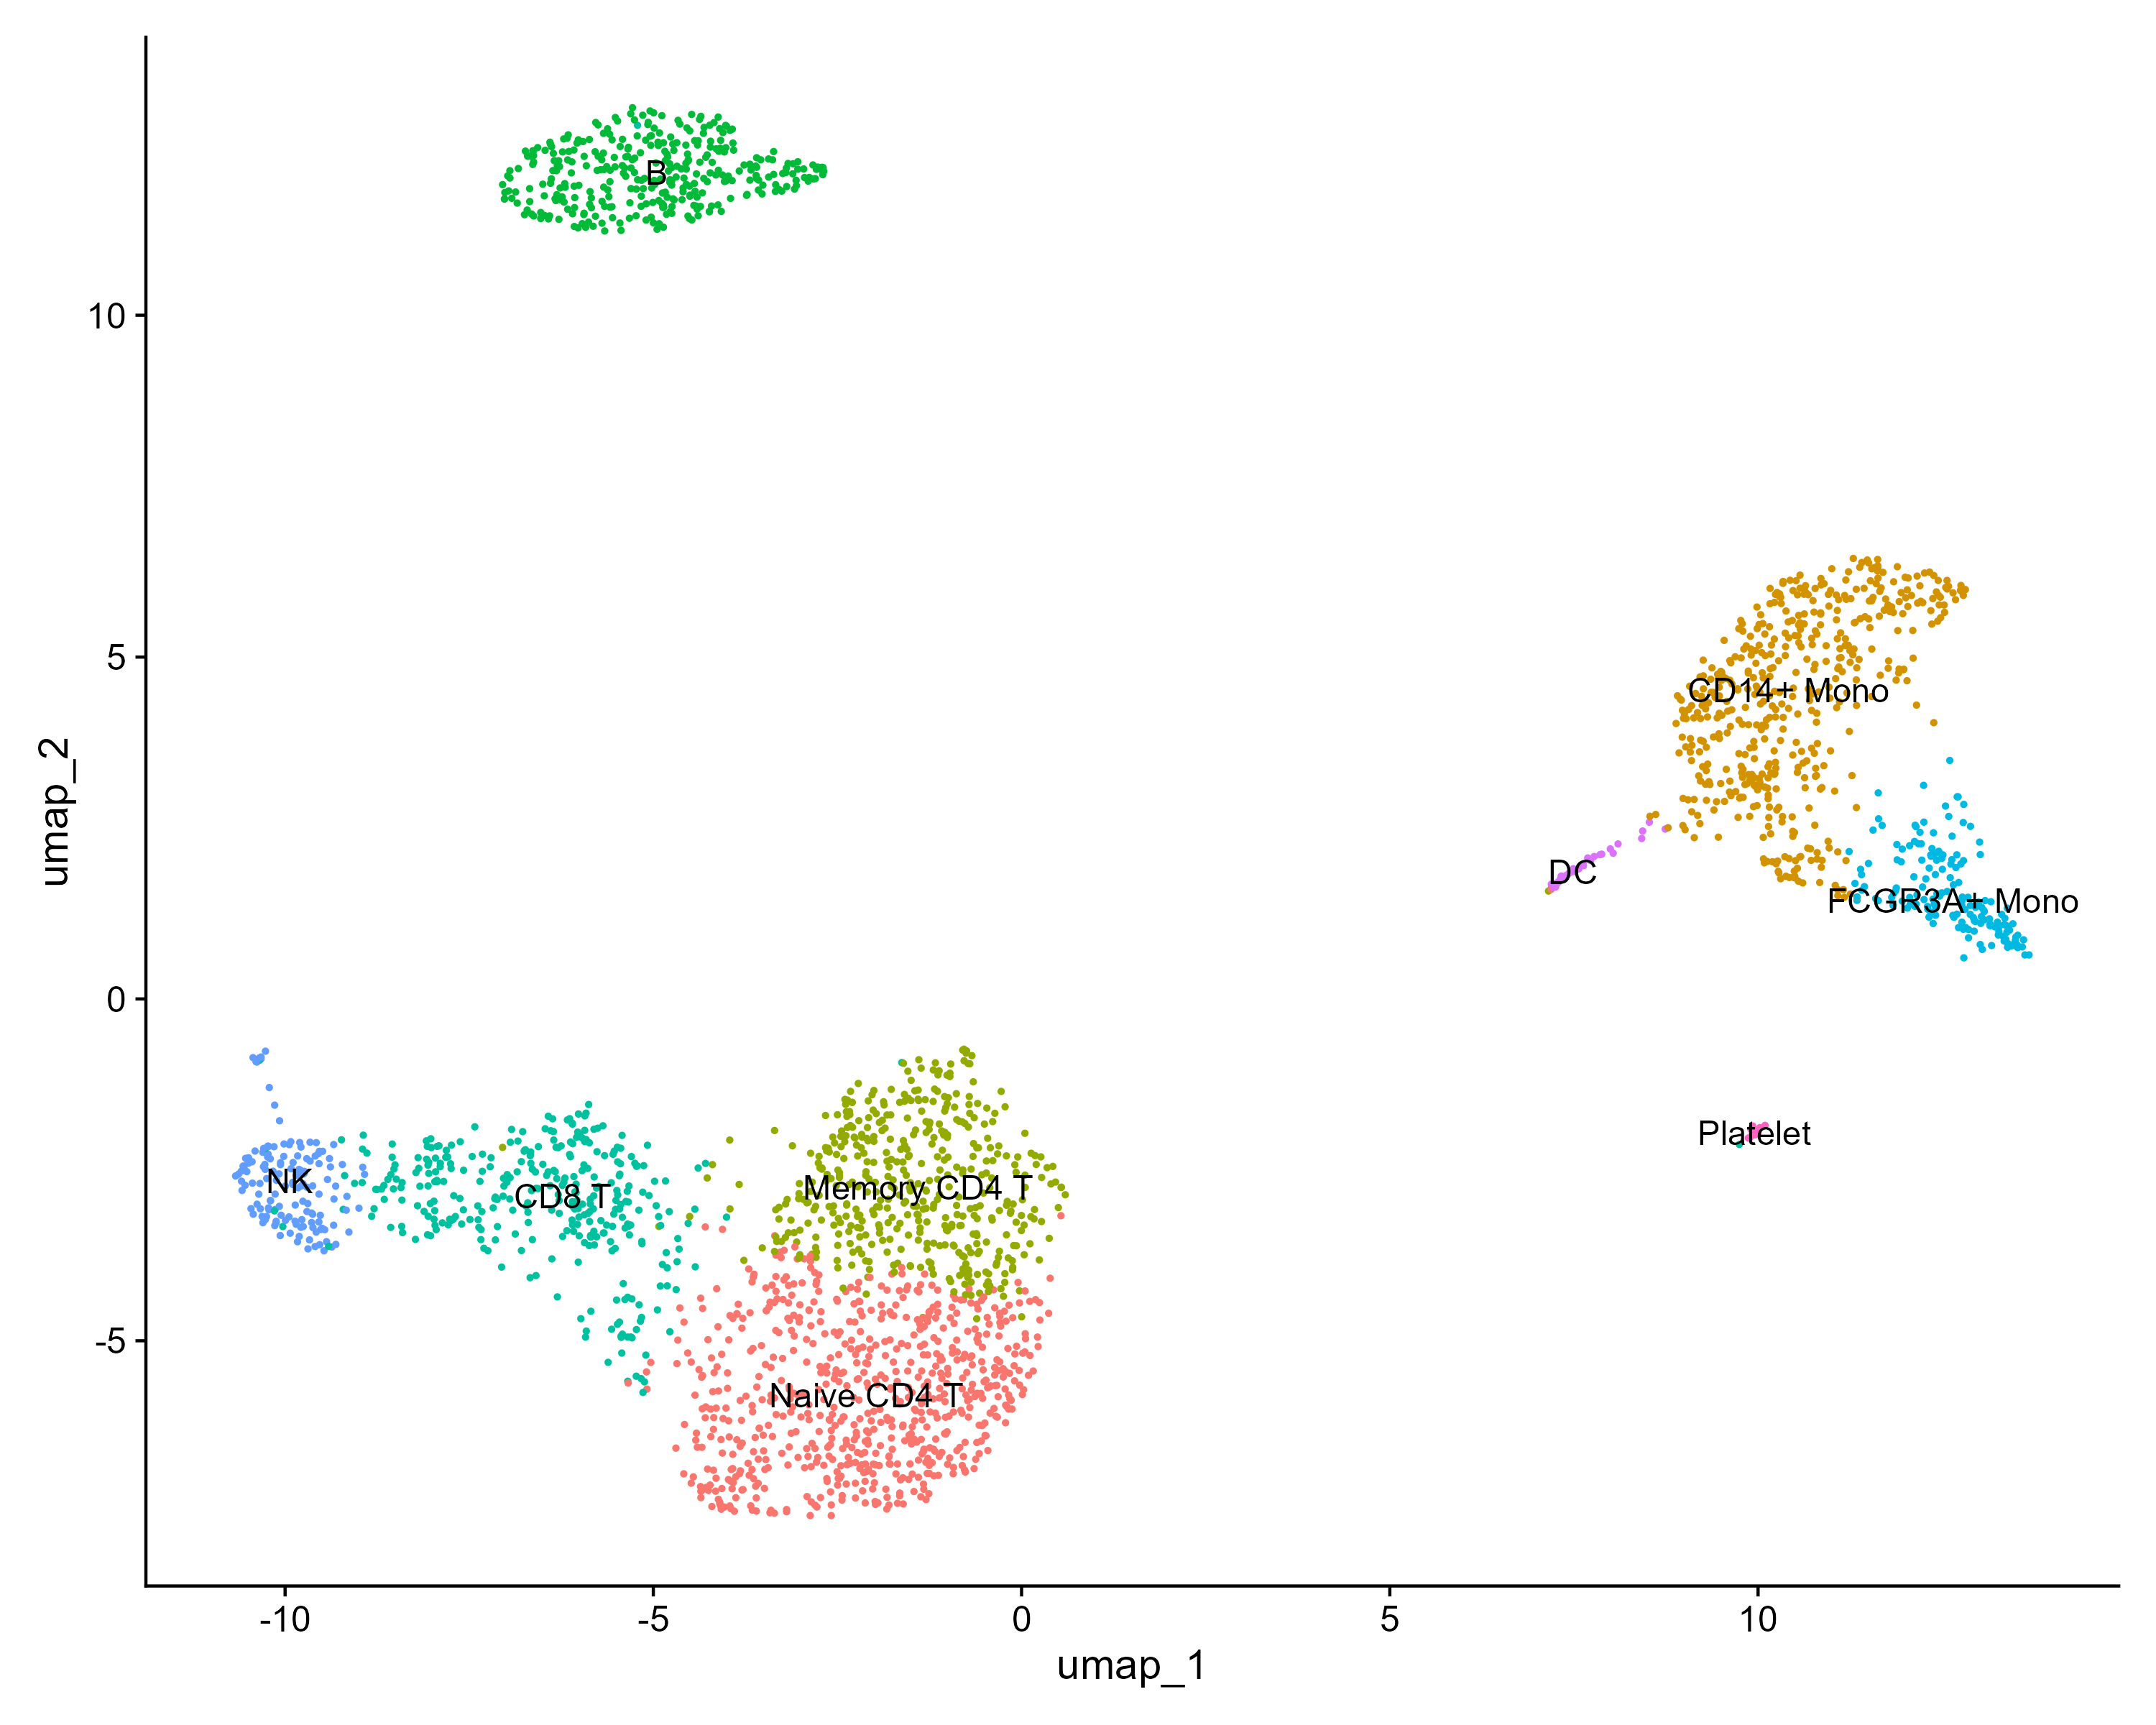 B
10
5
CD14+ Mono
DC
FCGR3A+ Mono
0
Platelet
NK
CD8 T
Memory CD4 T
-5
Naive CD4 T
-10
-5
0
5
10
umap_1
umap_2